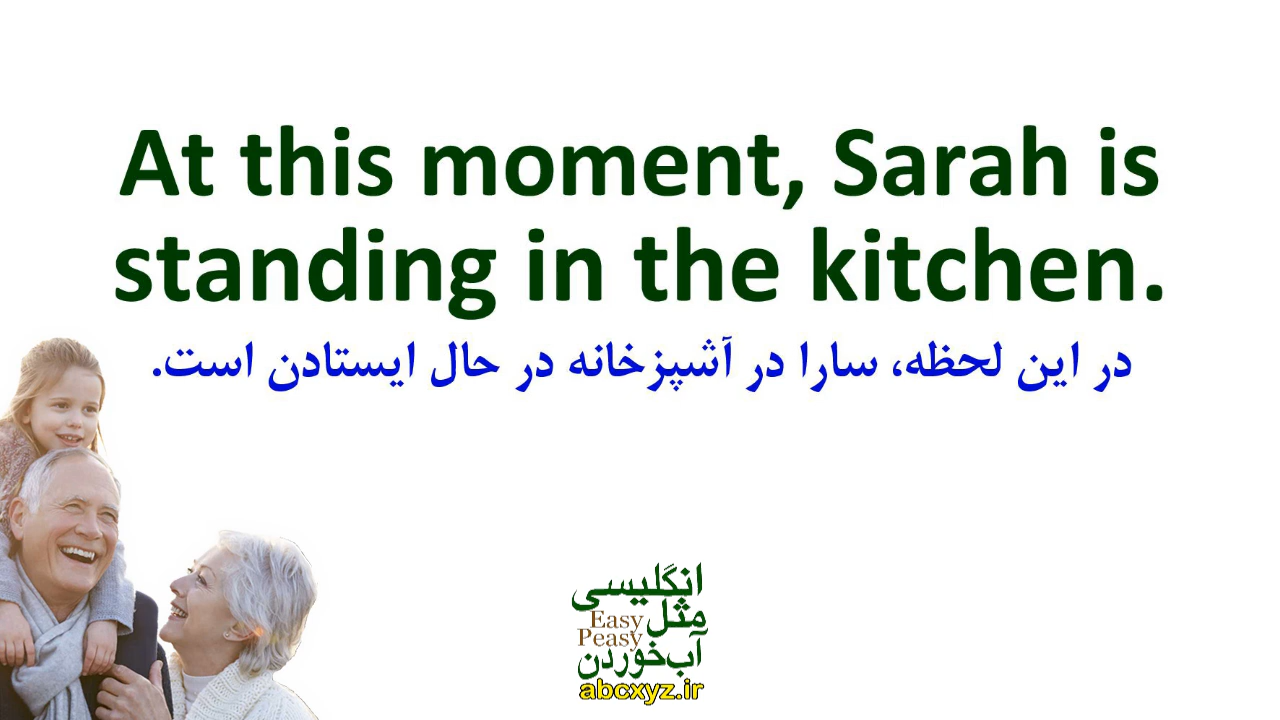 At this moment, Sarah is
standing in the kitchen.
در این لحظه، سارا در آشپزخانه در حال ایستادن است.
انگلیسی
مثل
Easy
Peasy
آب‌خوردن
abcxyz.ir